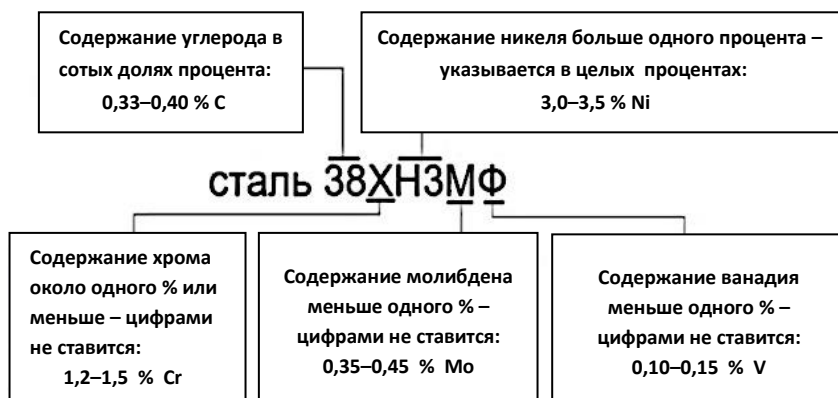 Содержание углерода в
сотых долях процента:
0,33–0,40 % C
Содержание никеля больше одного процента –
указывается в целых процентах:
3,0–3,5 % Ni
сталь 38ХН3МФ
Содержание хрома
около одного % или
меньше – цифрами
не ставится:
1,2–1,5 % Cr
Содержание молибдена
меньше одного % –
цифрами не ставится:
0,35–0,45 % Mo
Содержание ванадия
меньше одного % –
цифрами не ставится:
0,10–0,15 % V